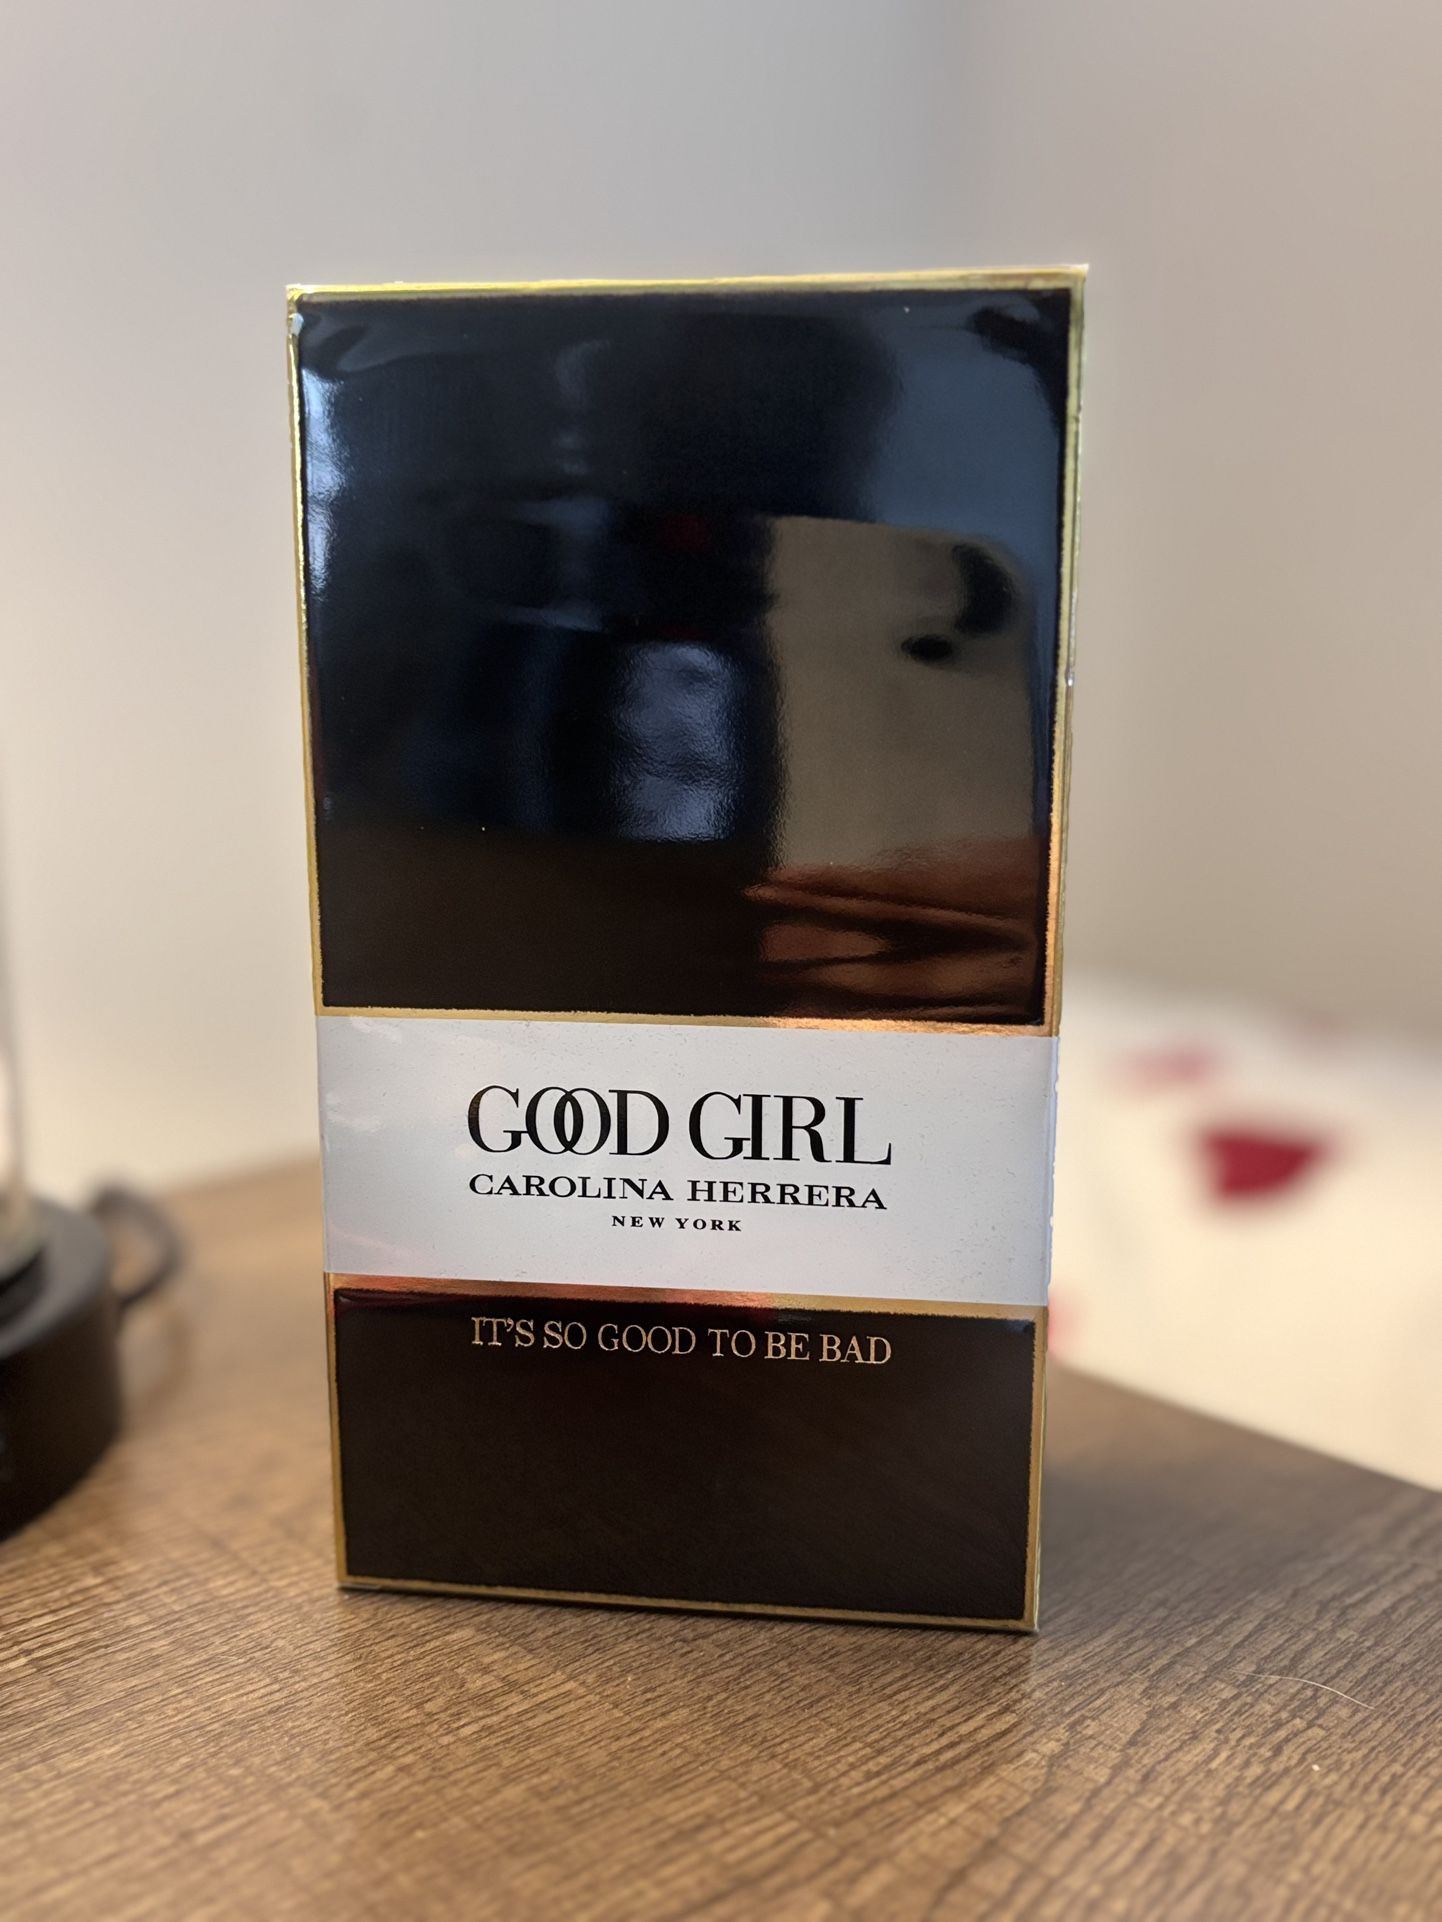 GOOD GIRL
CAROLINA HERRERA
NEW YORK
IT'S SO GOOD TO BE BAD